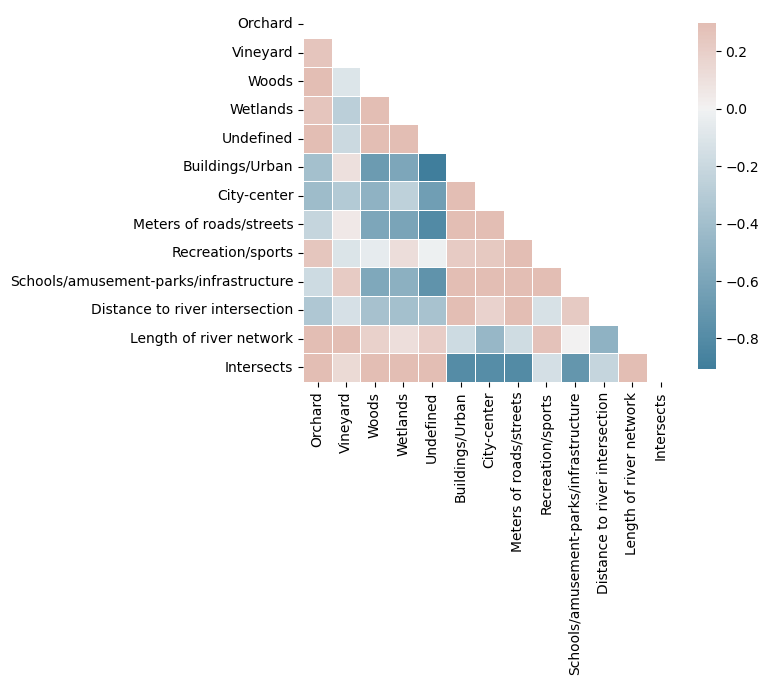 Orchard
Vineyard
Woods
Wetlands
Undefined
Buildings/Urban
City-center
Meters of roads/streets
Recreation/sports
Schools/amusement-parks/infrastructure
Distance to river intersection
Length of river network
Intersects
Orchard
Vineyard
Woods
Wetlands
Undefined
Buildings/Urban
City-center
Meters of roads/streets
Recreation/sports
Schools/amusement-parks/infrastructure
Distance to river intersection
Length of river network
Intersects
0.2
0.0
−0.2
−0.4
−0.6
−0.8